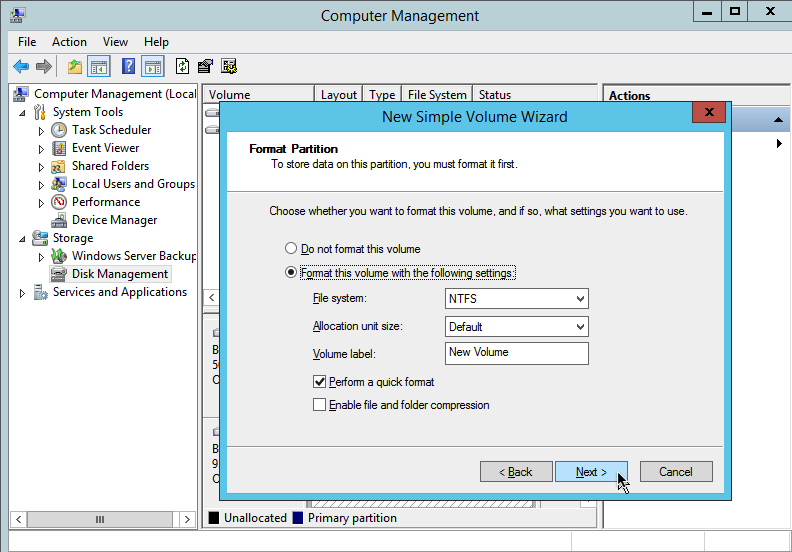 Computer Management
File Action View Help
Computer Management (Local
System Tools
Task Scheduler
Event Viewer
Shared Folders
Local Users and Groups
Performance
Device Manager
Storage
Windows Server Backup
Disk Management
Services and Applications
Volume Layout Type File System Status
Actions
New Simple Volume Wizard
Format Partition
To store data on this partition, you must format it first.
Choose whether you want to format this volume, and if so, what settings you want to use.
Do not format this volume
Format this volume with the following settings:
File system: NTFS
Allocation unit size: Default
Volume label: New Volume
Perform a quick format
Enable file and folder compression
< Back Next > Cancel
Unallocated Primary partition